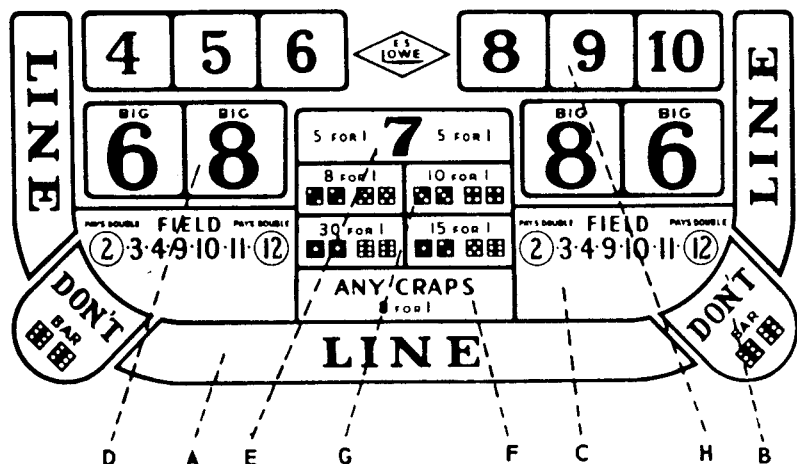 LINE
4 5 6
E.S.
LOWE
8 9 10
LINE
BIG
6
BIG
8
5 FOR 1 7 5 FOR 1
8 FOR 1
10 FOR 1
30 FOR 1
15 FOR 1
ANY CRAPS
8 FOR 1
BIG
8
BIG
6
PAYS DOUBLE FIELD PAYS DOUBLE
2·3·4·9·10·11·12
PAYS DOUBLE FIELD PAYS DOUBLE
2·3·4·9·10·11·12
DON'T
BAR
LINE
DON'T
BAR
D A E G F C H B